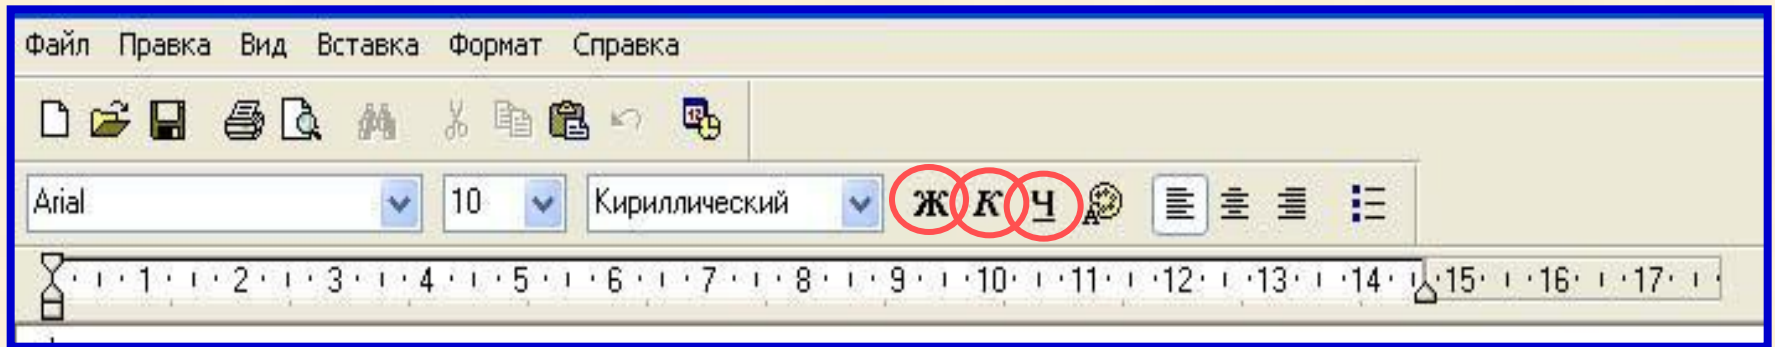 Файл Правка Вид Вставка Формат Справка
12
Arial 10 Кириллический Ж К Ч А
1 2 3 4 5 6 7 8 9 10 11 12 13 14 15 16 17